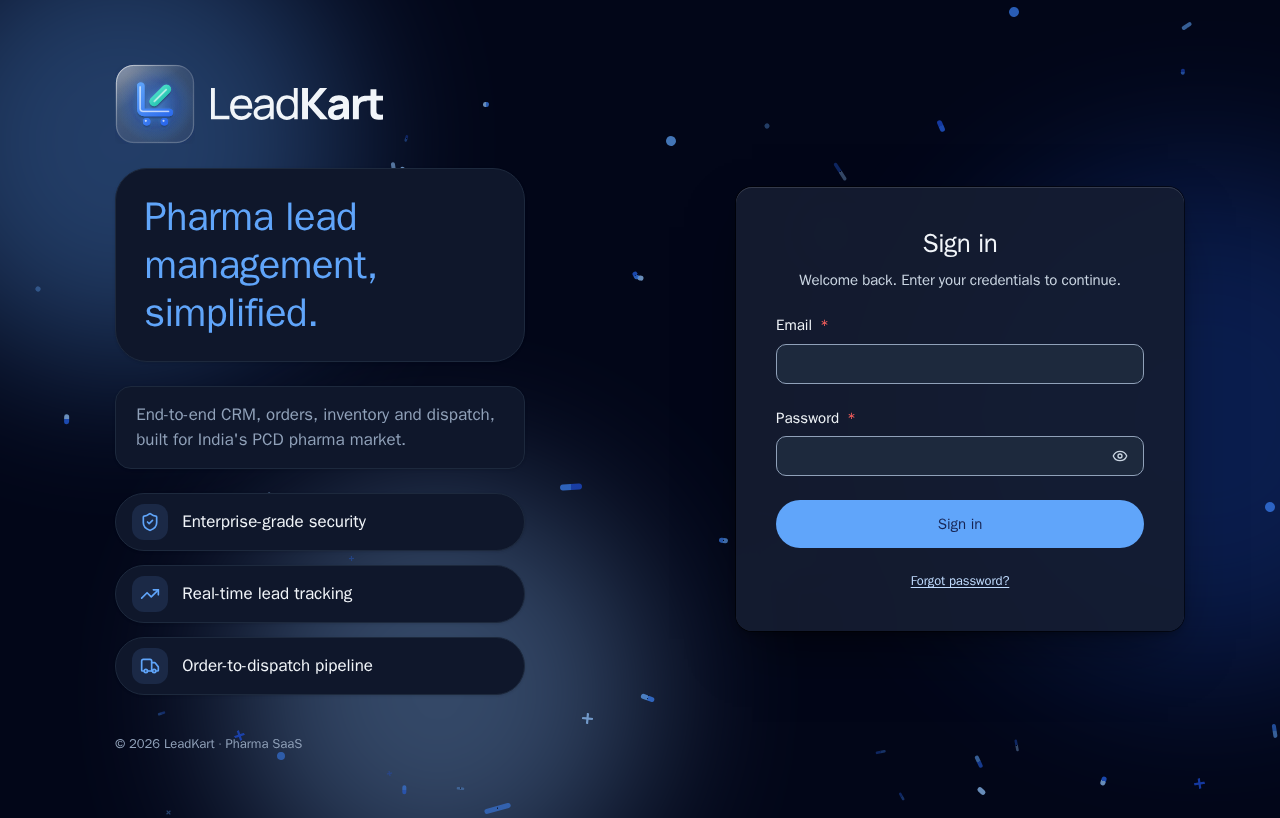 LeadKart
Pharma lead
management,
simplified.
End-to-end CRM, orders, inventory and dispatch,
built for India's PCD pharma market.
Enterprise-grade security
Real-time lead tracking
Order-to-dispatch pipeline
© 2026 LeadKart · Pharma SaaS
Sign in
Welcome back. Enter your credentials to continue.
Email *
Password *
Sign in
Forgot password?